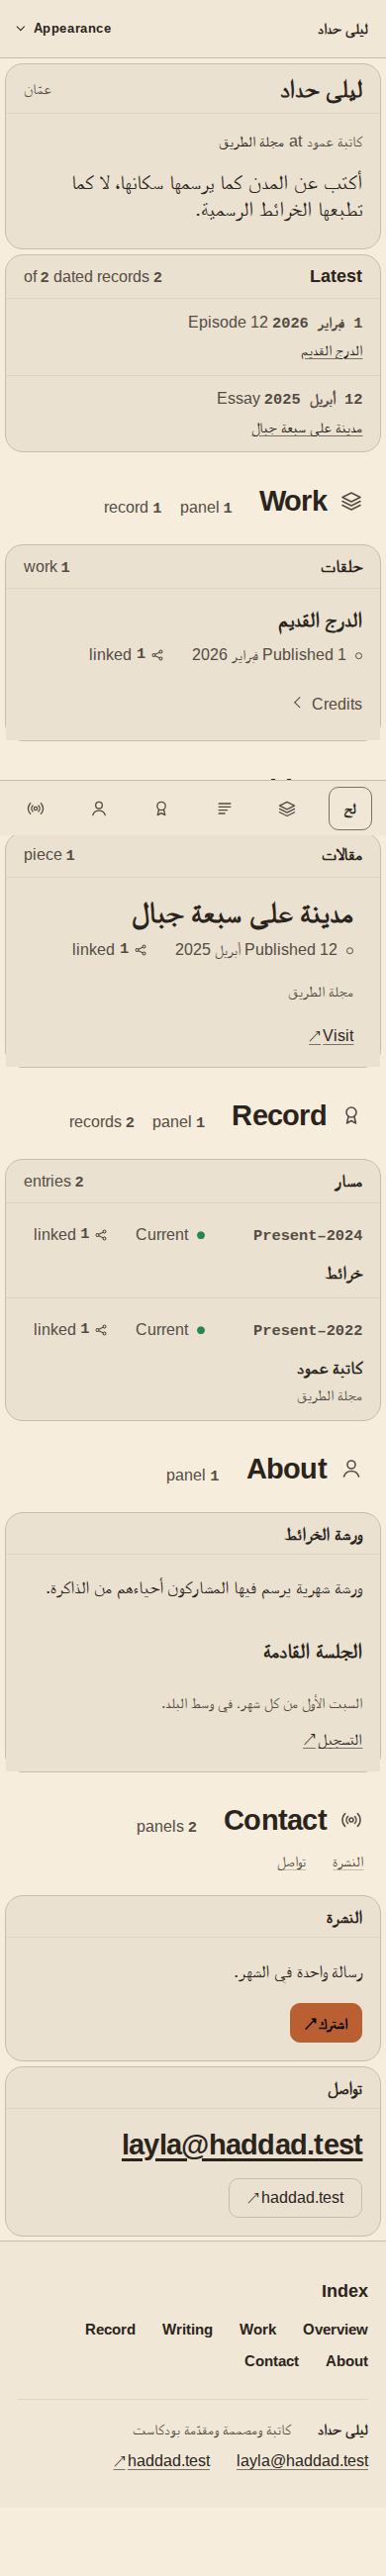 ليلى حداد
Appearance
ليلى حداد
عمّان
كاتبة عمود at مجلة الطريق
أكتب عن المدن كما يرسمها سكانها، لا كما
تطبعها الخرائط الرسمية.
Latest
2 dated records of 2
1 فبراير 2026 Episode 12
الدرج القديم
12 أبريل 2025 Essay
مدينة على سبعة جبال
Work
1 panel
1 record
حلقات
1 work
الدرج القديم
Published 1 فبراير 2026
1 linked
Credits
لح
مقالات
1 piece
مدينة على سبعة جبال
Published 12 أبريل 2025
1 linked
مجلة الطريق
Visit↗
Record
1 panel
2 records
مسار
2 entries
2024–Present
Current
1 linked
خرائط
2022–Present
Current
1 linked
كاتبة عمود
مجلة الطريق
About
1 panel
ورشة الخرائط
ورشة شهرية يرسم فيها المشاركون أحياءهم من الذاكرة.
الجلسة القادمة
السبت الأول من كل شهر. في وسط البلد.
التسجيل↗
Contact
2 panels
النشرة
تواصل
النشرة
رسالة واحدة في الشهر.
اشترك↗
تواصل
layla@haddad.test
haddad.test↗
Index
Overview
Work
Writing
Record
About
Contact
ليلى حداد
كاتبة ومصممة ومقدّمة بودكاست
layla@haddad.test
haddad.test↗